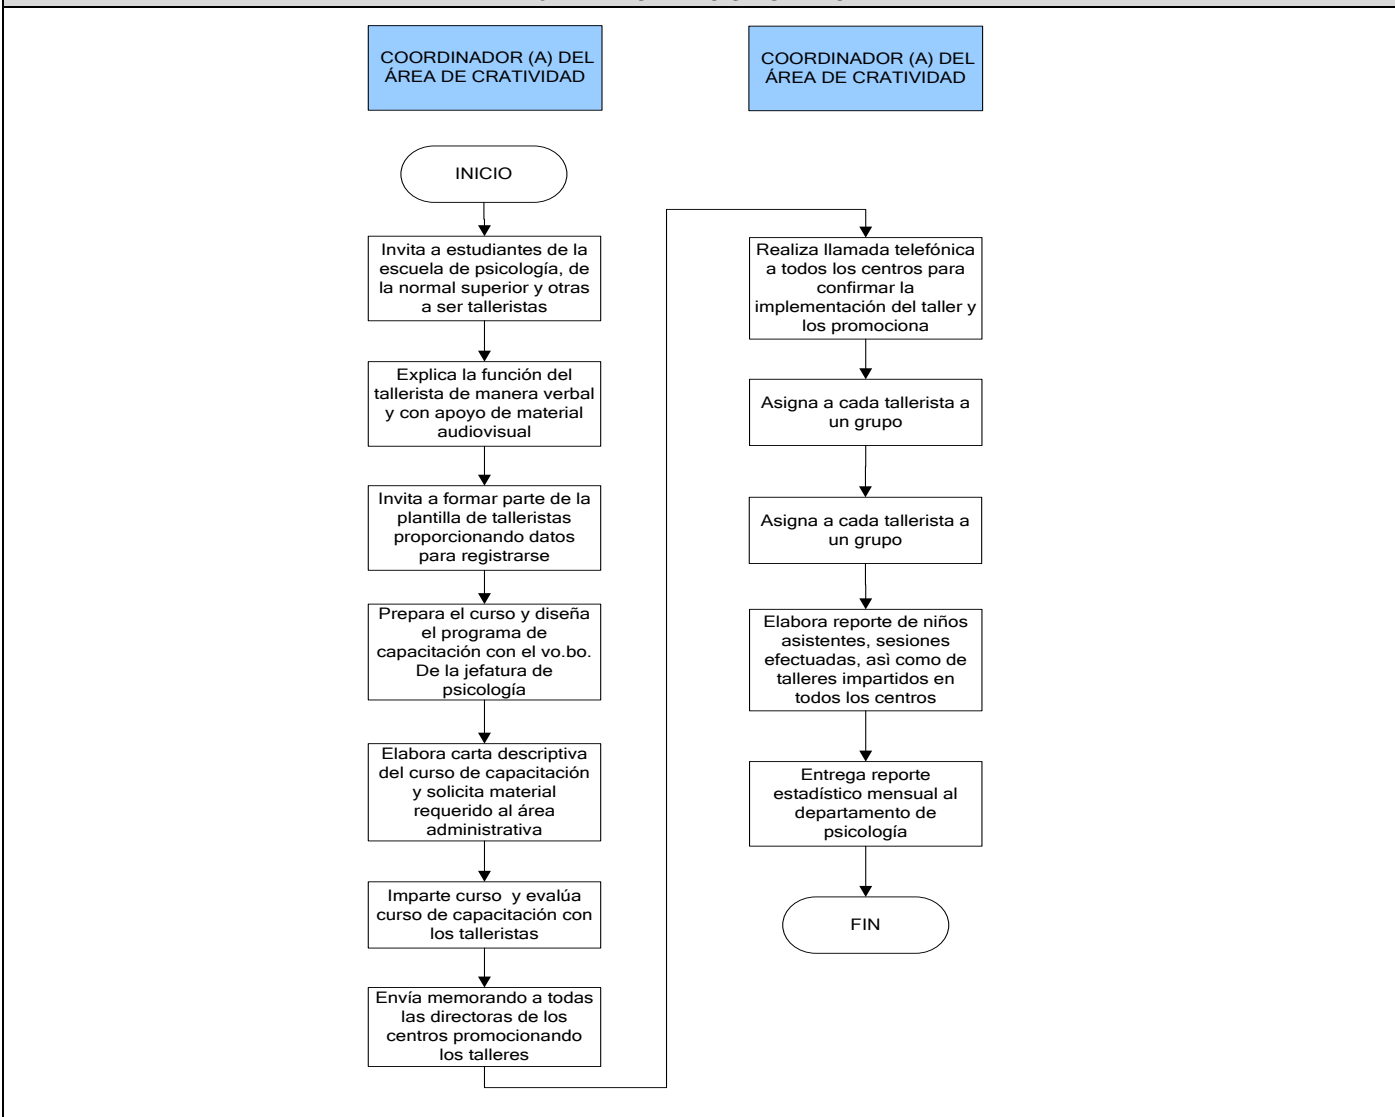 COORDINADOR (A) DEL
ÁREA DE CRATIVIDAD
INICIO
Invita a estudiantes de la
escuela de psicología, de
la normal superior y otras
a ser talleristas
Explica la función del
tallerista de manera verbal
y con apoyo de material
audiovisual
Invita a formar parte de la
plantilla de talleristas
proporcionando datos
para registrarse
Prepara el curso y diseña
el programa de
capacitación con el vo.bo.
De la jefatura de
psicología
Elabora carta descriptiva
del curso de capacitación
y solicita material
requerido al área
administrativa
Imparte curso  y evalúa
curso de capacitación con
los talleristas
Envía memorando a todas
las directoras de los
centros promocionando
los talleres
COORDINADOR (A) DEL
ÁREA DE CRATIVIDAD
Realiza llamada telefónica
a todos los centros para
confirmar la
implementación del taller y
los promociona
Asigna a cada tallerista a
un grupo
Asigna a cada tallerista a
un grupo
Elabora reporte de niños
asistentes, sesiones
efectuadas, asì como de
talleres impartidos en
todos los centros
Entrega reporte
estadístico mensual al
departamento de
psicología
FIN